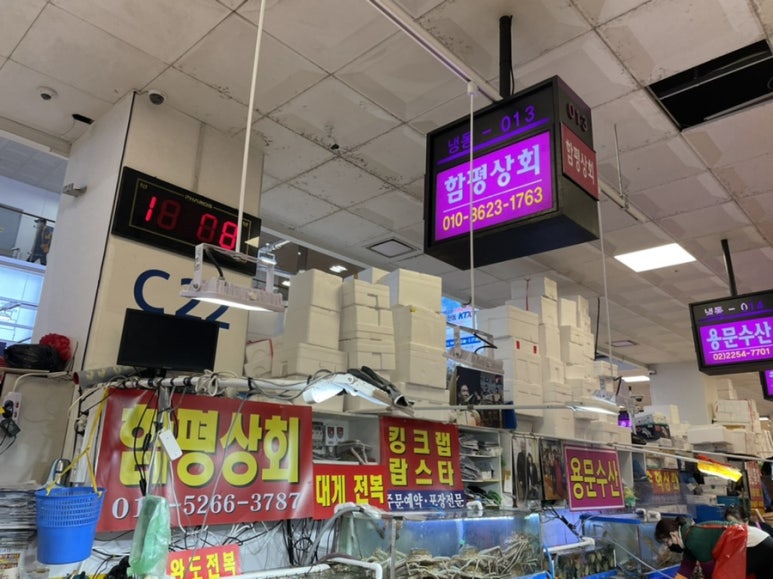 냉동 - 013
함평상회
010-8623-1763
013
함평상회
1 08
C22
KTX
냉동 - 014
용문수산
02)2254-7701
함평상회
5266-3787
대게 전복
킹크랩
랍스타
주문예약·포장전문
용문수산
완도전복